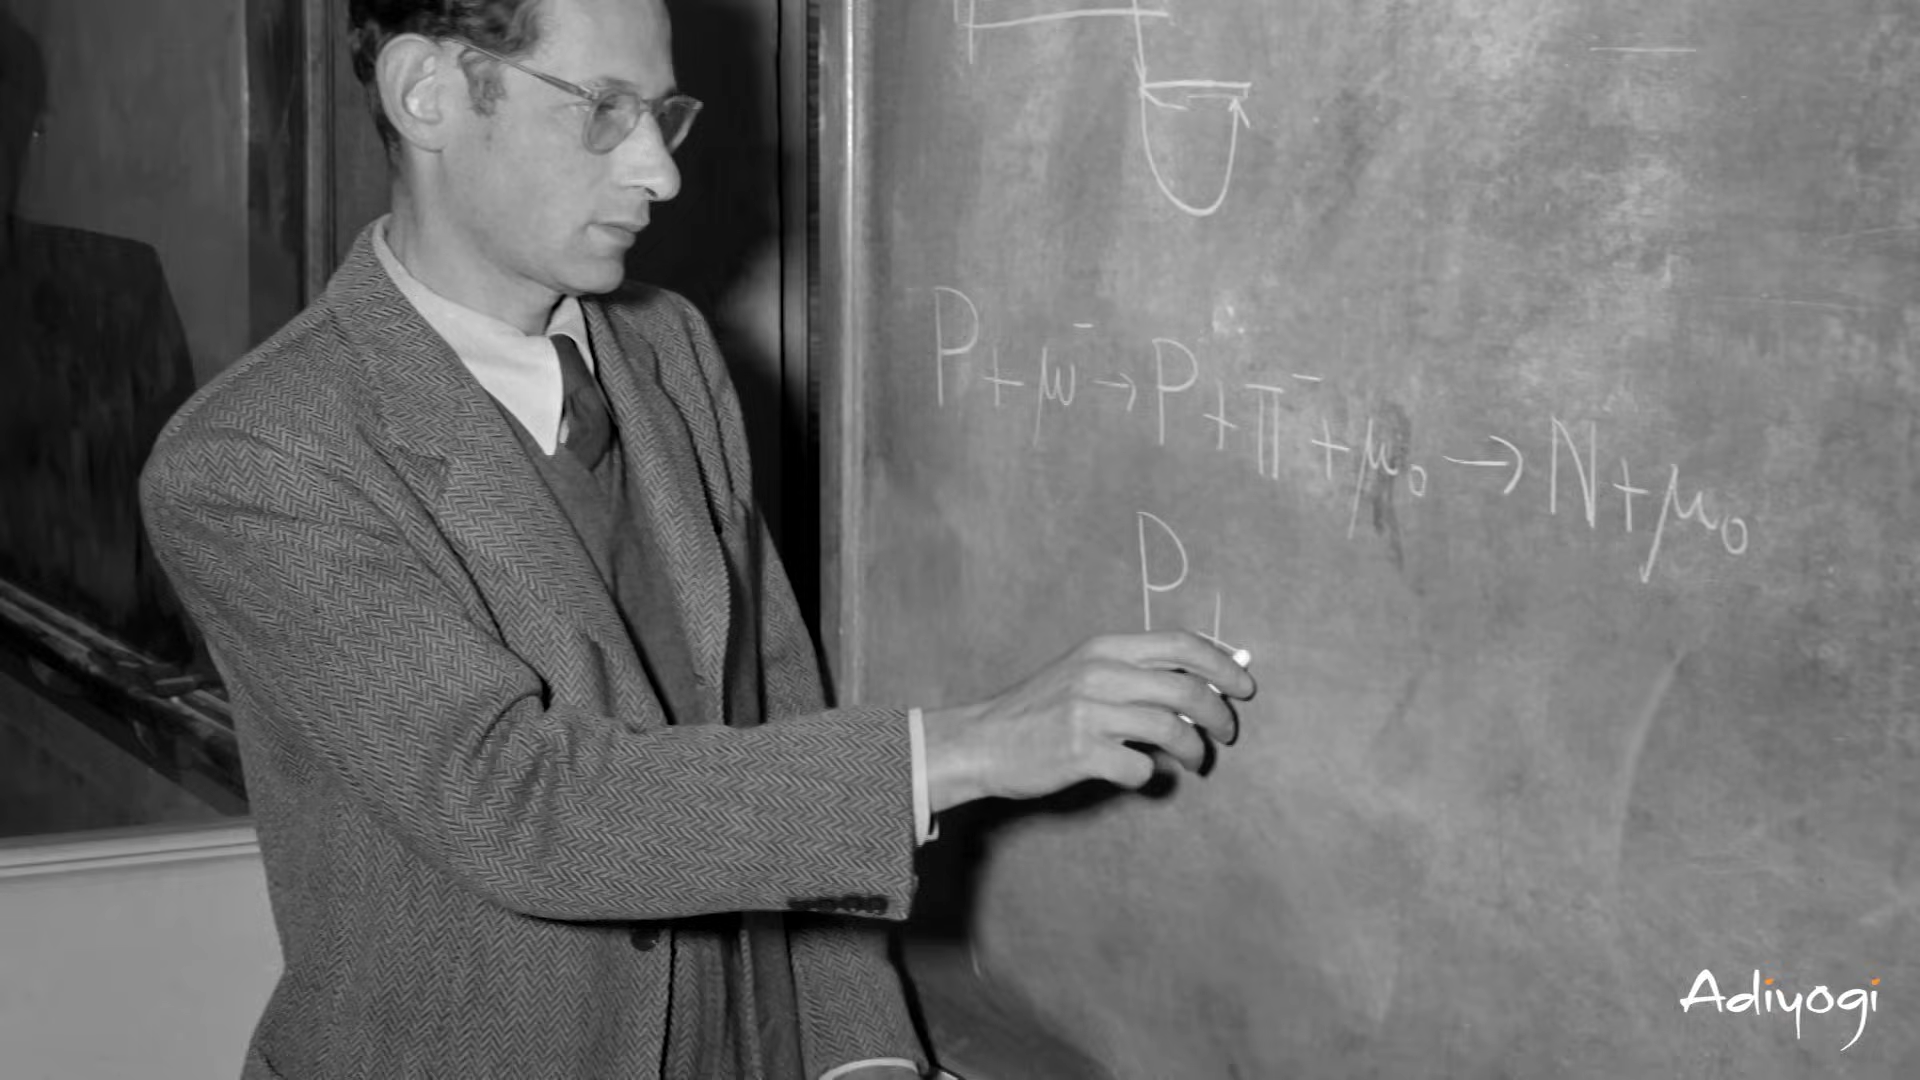 P + μ⁻ → P + π⁻ + μ₀ → N + μ₀
P +
Adiyogi